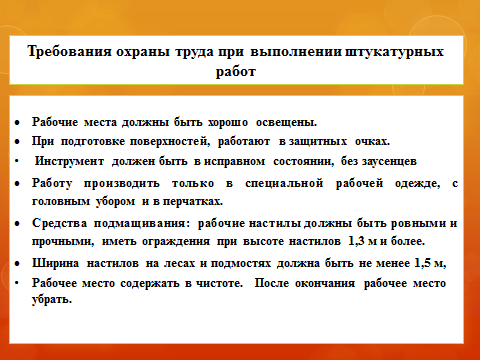 Требования охраны труда при выполнении штукатурных
работ
• Рабочие места должны быть хорошо освещены.
• При подготовке поверхностей, работают в защитных очках.
• Инструмент должен быть в исправном состоянии, без заусенцев
• Работу производить только в специальной рабочей одежде, с
головным убором и в перчатках.
• Средства подмащивания: рабочие настилы должны быть ровными и
прочными, иметь ограждения при высоте настилов 1,3 м и более.
• Ширина настилов на лесах и подмостях должна быть не менее 1,5 м,
• Рабочее место содержать в чистоте. После окончания рабочее место
убрать.